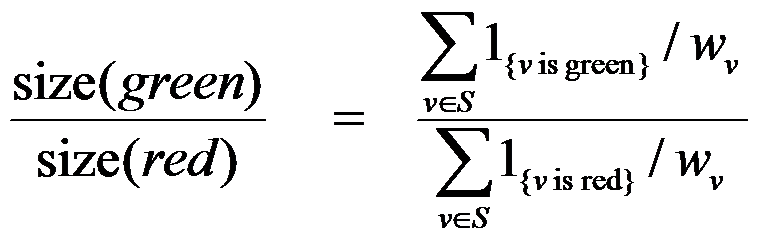 size(green) / size(red) = ∑_{v∈S} 1_{{v is green}} / w_v / ∑_{v∈S} 1_{{v is red}} / w_v